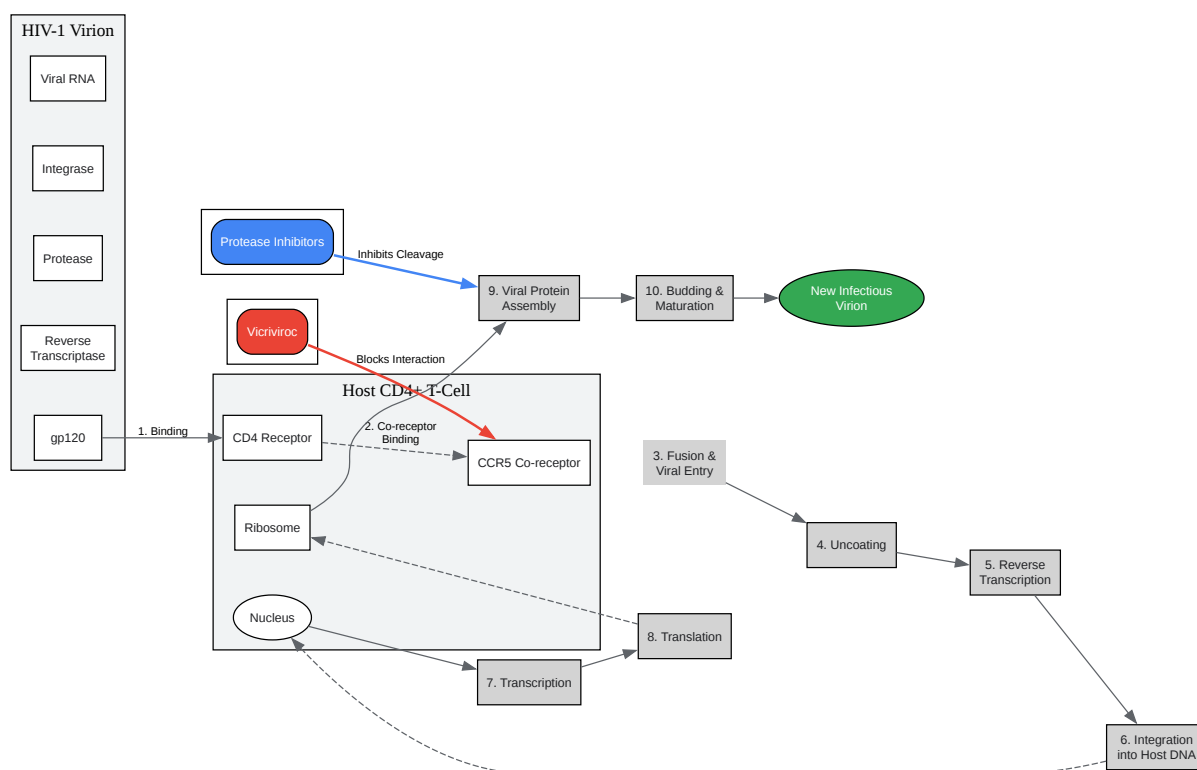 HIV-1 Virion
Viral RNA
Integrase
Protease
Reverse
Transcriptase
gp120
1. Binding
Protease Inhibitors
Inhibits Cleavage
Vicriviroc
Blocks Interaction
Host CD4+ T-Cell
CD4 Receptor
2. Co-receptor
Binding
CCR5 Co-receptor
Ribosome
Nucleus
3. Fusion &
Viral Entry
4. Uncoating
5. Reverse
Transcription
6. Integration
into Host DNA
7. Transcription
8. Translation
9. Viral Protein
Assembly
10. Budding &
Maturation
New Infectious
Virion